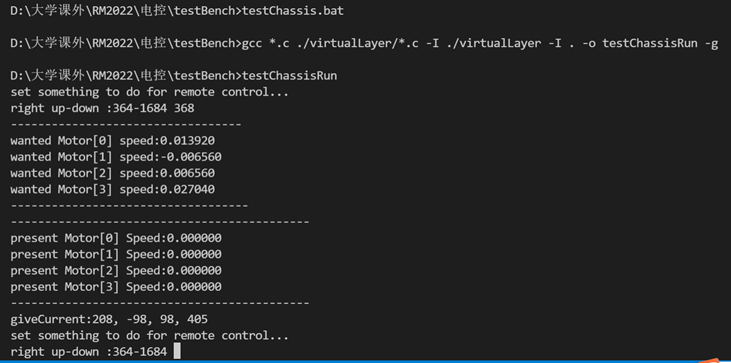 D:\大学课外\RM2022\电控\testBench>testChassis.bat
D:\大学课外\RM2022\电控\testBench>gcc *.c ./virtualLayer/*.c -I ./virtualLayer -I . -o testChassisRun -g
D:\大学课外\RM2022\电控\testBench>testChassisRun
set something to do for remote control...
right up-down :364-1684 368
----------------------------------
wanted Motor[0] speed:0.013920
wanted Motor[1] speed:-0.006560
wanted Motor[2] speed:0.006560
wanted Motor[3] speed:0.027040
-----------------------------------
--------------------------------------------
present Motor[0] Speed:0.000000
present Motor[1] Speed:0.000000
present Motor[2] Speed:0.000000
present Motor[3] Speed:0.000000
--------------------------------------------
giveCurrent:208, -98, 98, 405
set something to do for remote control...
right up-down :364-1684